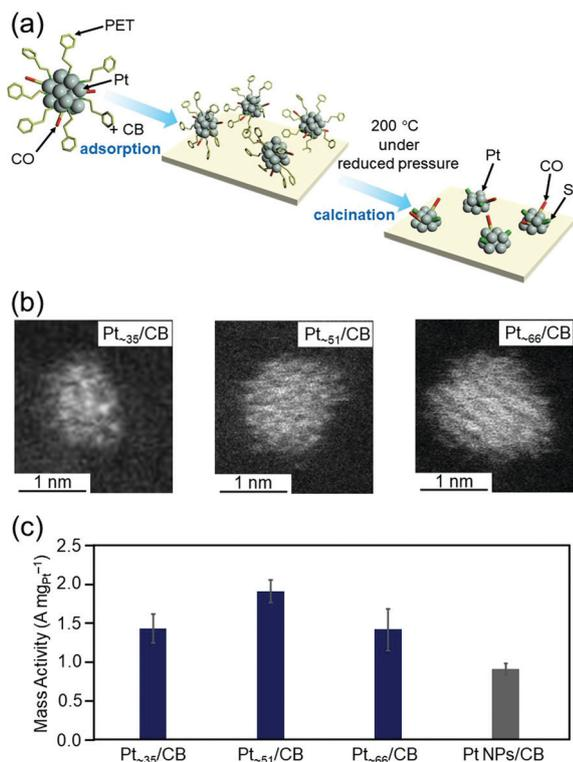 (a)
PET
Pt
+ CB
CO
adsorption
200 °C
under
reduced pressure
calcination
Pt
CO
S
(b)
Pt~35/CB
Pt~51/CB
Pt~66/CB
1 nm
1 nm
1 nm
(c)
Mass Activity (A mgPt−1)
2.5
2.0
1.5
1.0
0.5
0.0
Pt~35/CB
Pt~51/CB
Pt~66/CB
Pt NPs/CB